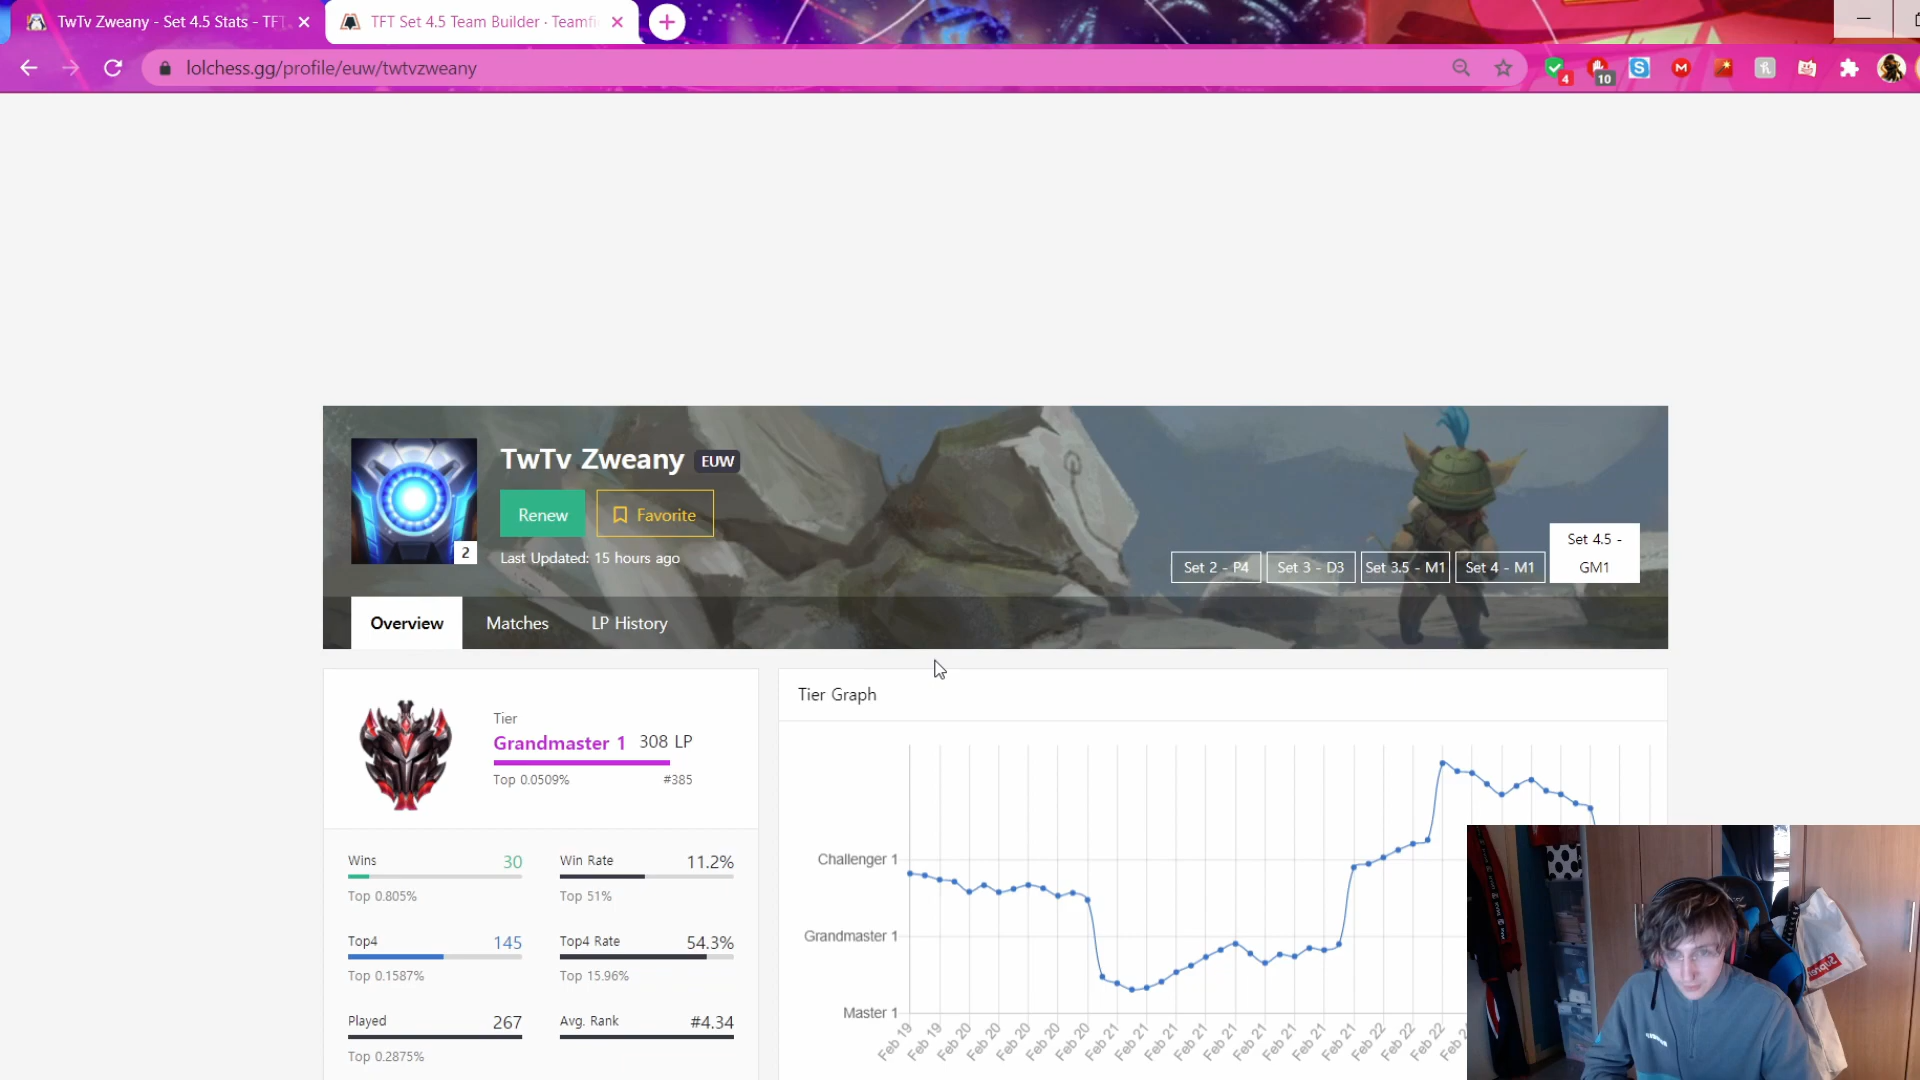 TwTv Zweany - Set 4.5 Stats - TFT
TFT Set 4.5 Team Builder · Teamfi
lolchess.gg/profile/euw/twtvzweany
4
10
TwTv Zweany EUW
Renew
Favorite
2
Last Updated: 15 hours ago
Set 2 - P4
Set 3 - D3
Set 3.5 - M1
Set 4 - M1
Set 4.5 -
GM1
Overview
Matches
LP History
Tier
Grandmaster 1 308 LP
Top 0.0509% #385
Wins 30
Top 0.805%
Win Rate 11.2%
Top 51%
Top4 145
Top 0.1587%
Top4 Rate 54.3%
Top 15.96%
Played 267
Top 0.2875%
Avg. Rank #4.34
Tier Graph
Challenger 1
Grandmaster 1
Master 1
Feb 19
Feb 19
Feb 20
Feb 20
Feb 20
Feb 20
Feb 20
Feb 21
Feb 21
Feb 21
Feb 21
Feb 21
Feb 21
Feb 21
Feb 21
Feb 21
Feb 22
Feb 22
Feb 22